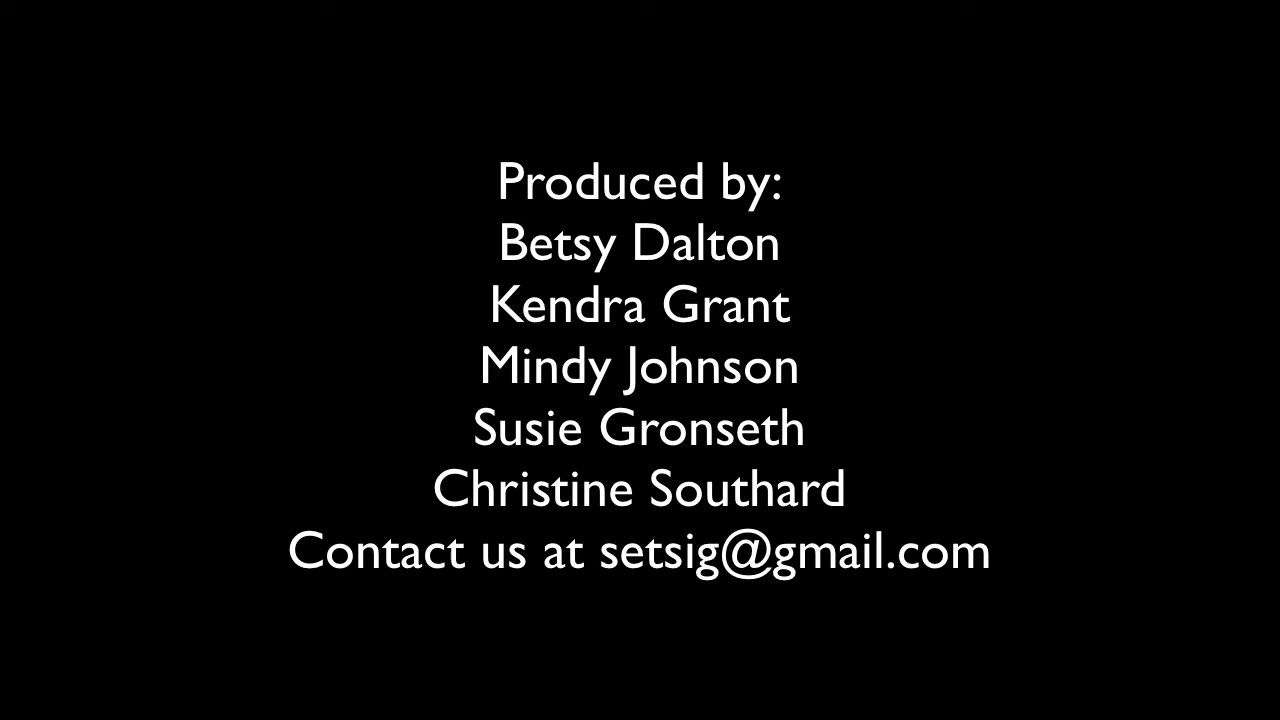 Produced by:
Betsy Dalton
Kendra Grant
Mindy Johnson
Susie Gronseth
Christine Southard
Contact us at setsig@gmail.com